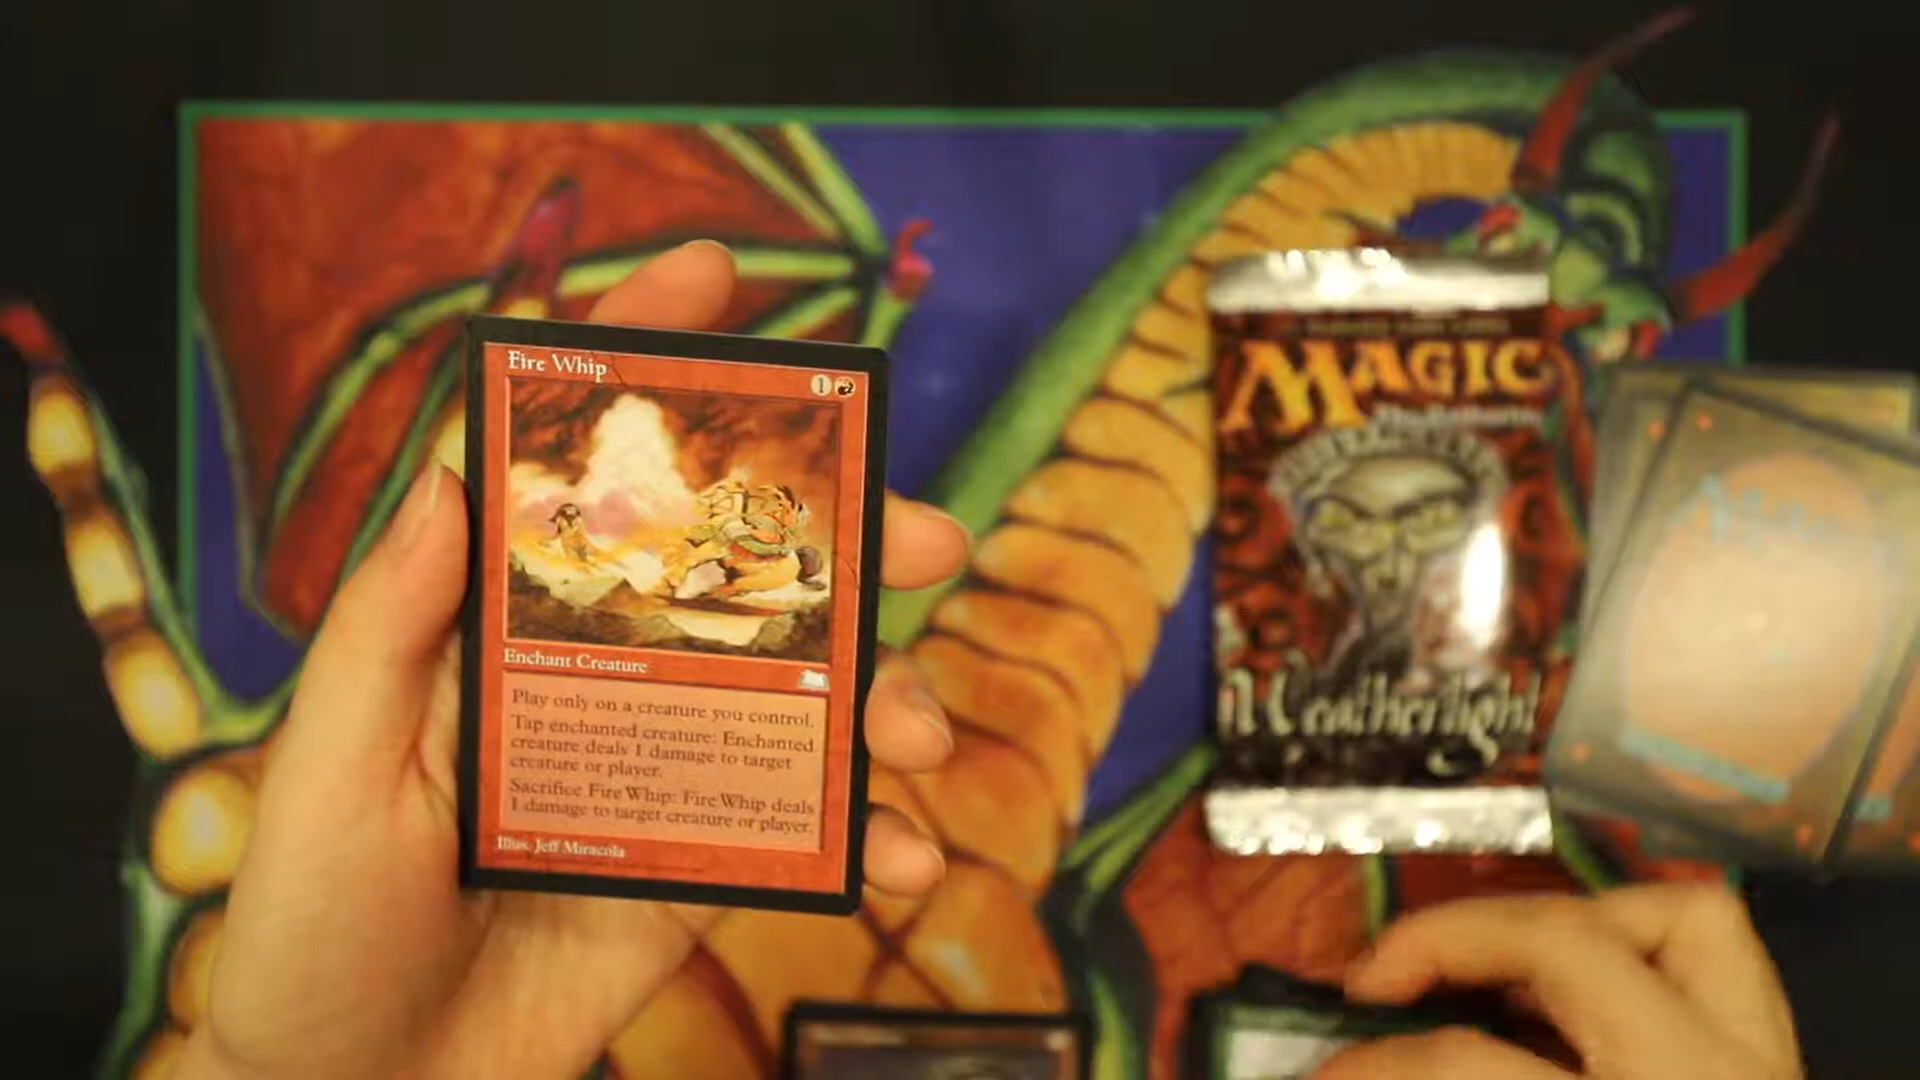 Fire Whip
1
Enchant Creature
Play only on a creature you control.
Tap enchanted creature: Enchanted
creature deals 1 damage to target
creature or player.
Sacrifice Fire Whip: Fire Whip deals
1 damage to target creature or player.
Illus. Jeff Miracola
MAGIC
Weatherlight